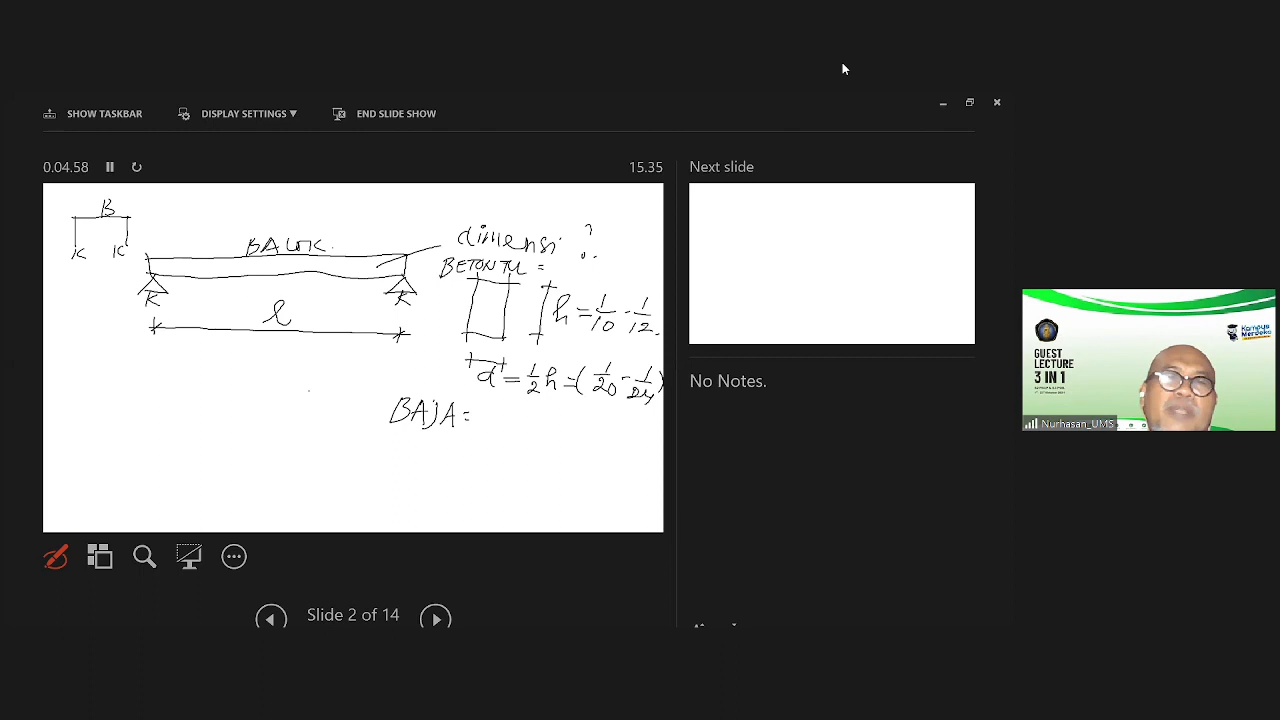 SHOW TASKBAR
DISPLAY SETTINGS ▼
END SLIDE SHOW
0.04.58
15.35
Next slide
B
K K
BALOK.
dimensi ?
BETON TU =
K K
l
h = 1/10 - 1/12.
d = 1/2 h = (1/20 - 1/24)
BAJA =
No Notes.
GUEST
LECTURE
3 IN 1
Kampus
Merdeka
Nurhasan_UMS
Slide 2 of 14